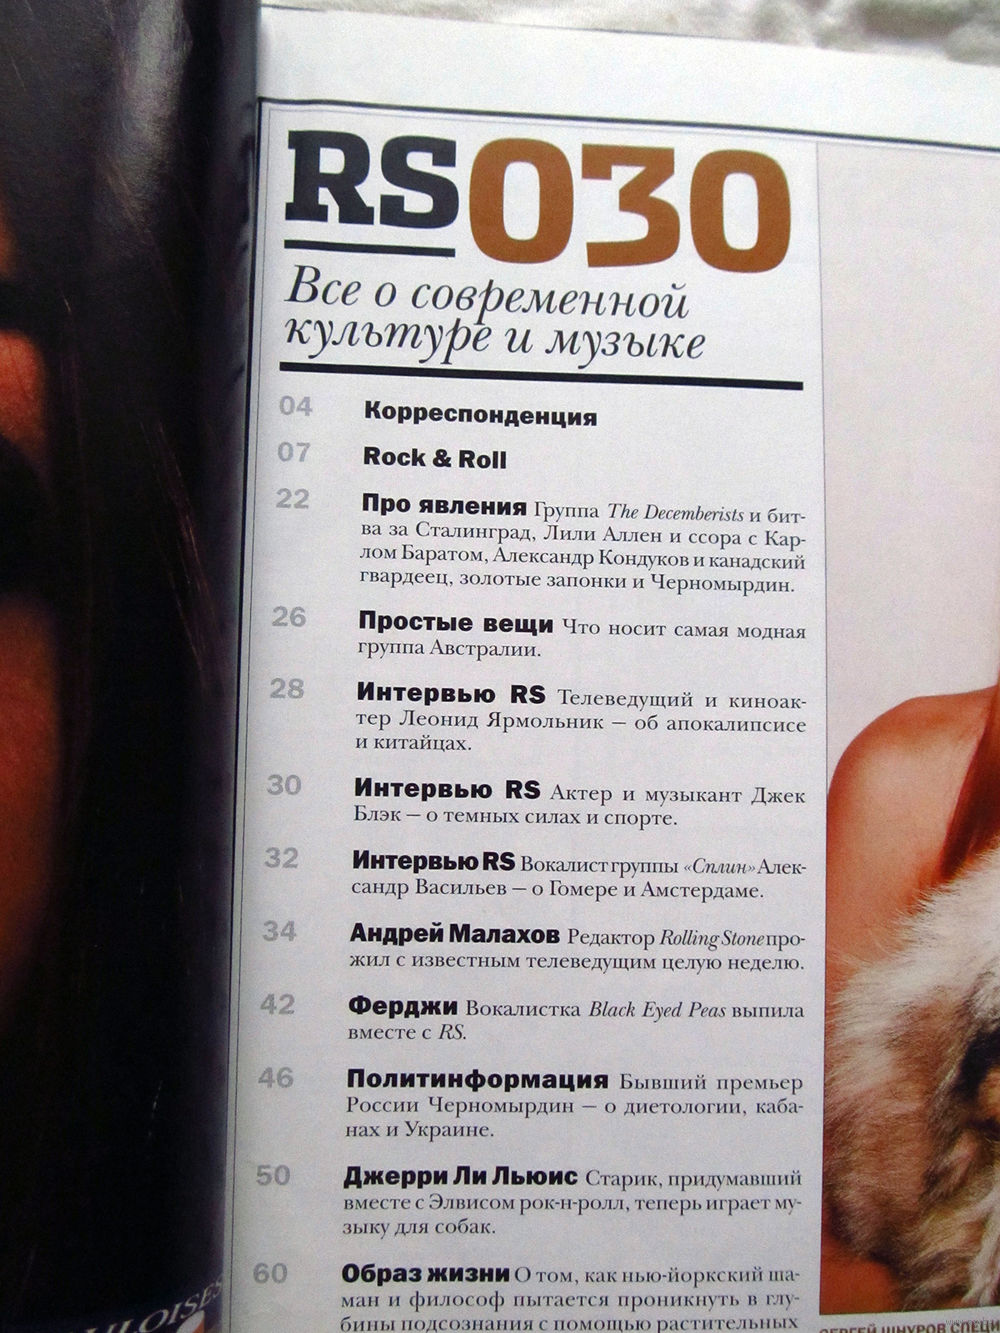 RS030
Все о современной
культуре и музыке
04 Корреспонденция
07 Rock & Roll
22 Про явления Группа The Decemberists и бит-
ва за Сталинград, Лили Аллен и ссора с Кар-
лом Баратом, Александр Кондуков и канадский
гвардеец, золотые запонки и Черномырдин.
26 Простые вещи Что носит самая модная
группа Австралии.
28 Интервью RS Телеведущий и киноак-
тер Леонид Ярмольник – об апокалипсисе
и китайцах.
30 Интервью RS Актер и музыкант Джек
Блэк – о темных силах и спорте.
32 Интервью RS Вокалист группы «Сплин» Алек-
сандр Васильев – о Гомере и Амстердаме.
34 Андрей Малахов Редактор Rolling Stone про-
жил с известным телеведущим целую неделю.
42 Ферджи Вокалистка Black Eyed Peas выпила
вместе с RS.
46 Политинформация Бывший премьер
России Черномырдин – о диетологии, каба-
нах и Украине.
50 Джерри Ли Льюис Старик, придумавший
вместе с Элвисом рок-н-ролл, теперь играет му-
зыку для собак.
60 Образ жизни О том, как нью-йоркский ша-
ман и философ пытается проникнуть в глу-
бины подсознания с помощью растительных
СЕРГЕЙ ШНУРОВ СПЕЦИ